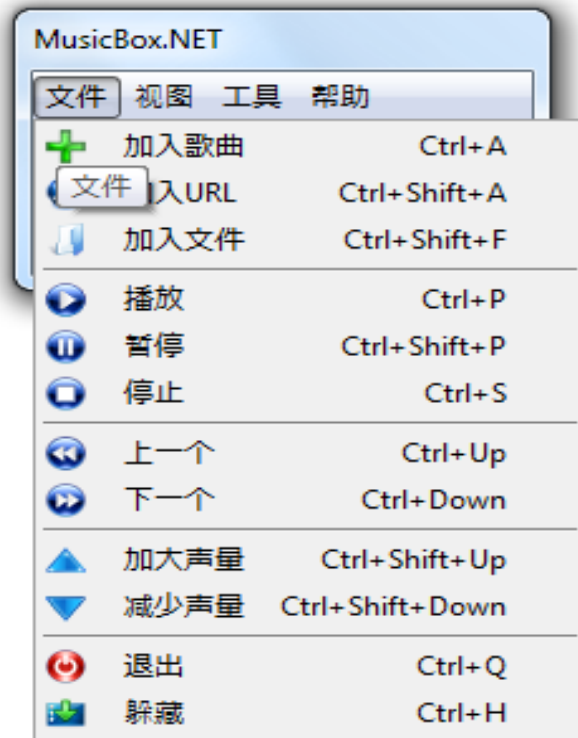 MusicBox.NET
文件 视图 工具 帮助
加入歌曲 Ctrl+A
文件 入URL Ctrl+Shift+A
加入文件 Ctrl+Shift+F
播放 Ctrl+P
暂停 Ctrl+Shift+P
停止 Ctrl+S
上一个 Ctrl+Up
下一个 Ctrl+Down
加大声量 Ctrl+Shift+Up
减少声量 Ctrl+Shift+Down
退出 Ctrl+Q
躲藏 Ctrl+H